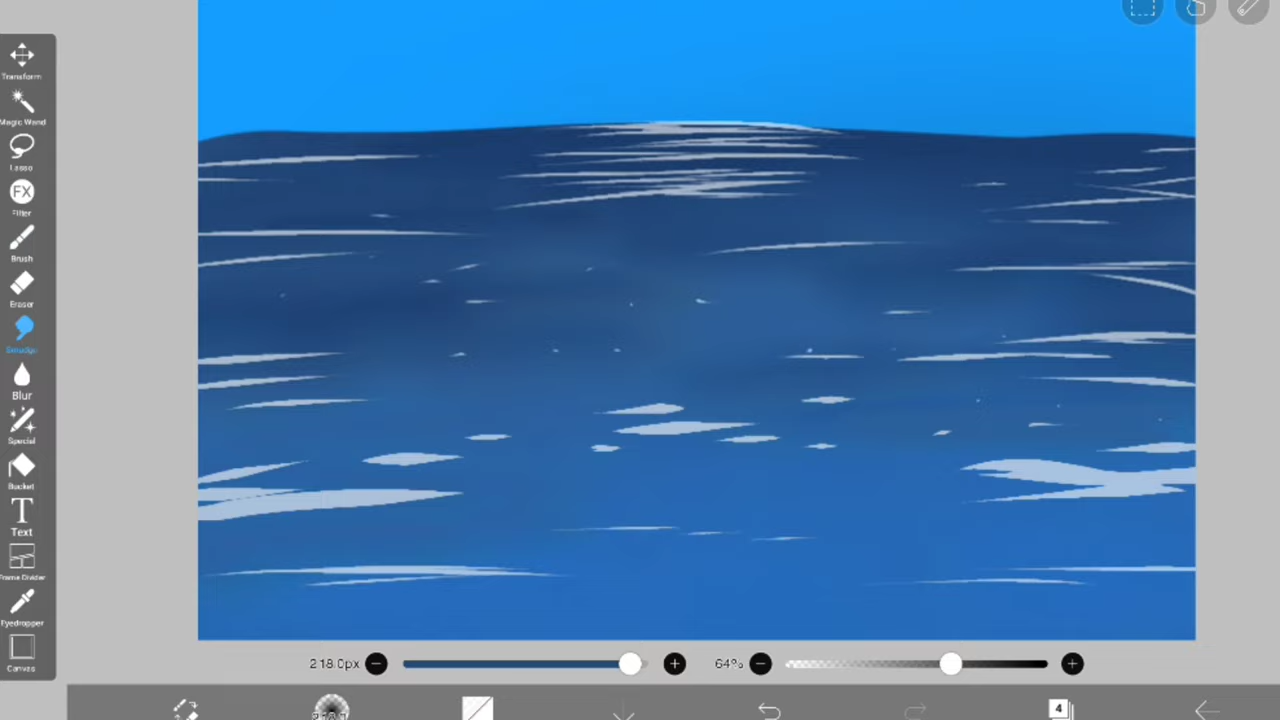 Transform
Magic Wand
Lasso
FX
Filter
Brush
Eraser
Smudge
Blur
Special
Bucket
T
Text
Frame Divider
Eyedropper
Canvas
218.0px
64%
4